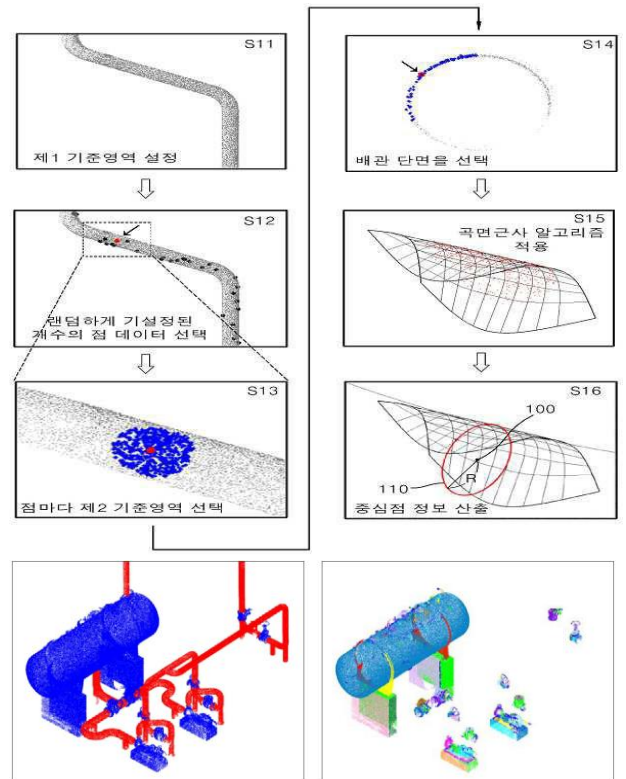 S11
제1 기준영역 설정
S12
랜덤하게 기설정된
개수의 점 데이터 선택
S13
점마다 제2 기준영역 선택
S14
배관 단면을 선택
S15
곡면근사 알고리즘
적용
S16
100
R
110
중심점 정보 산출